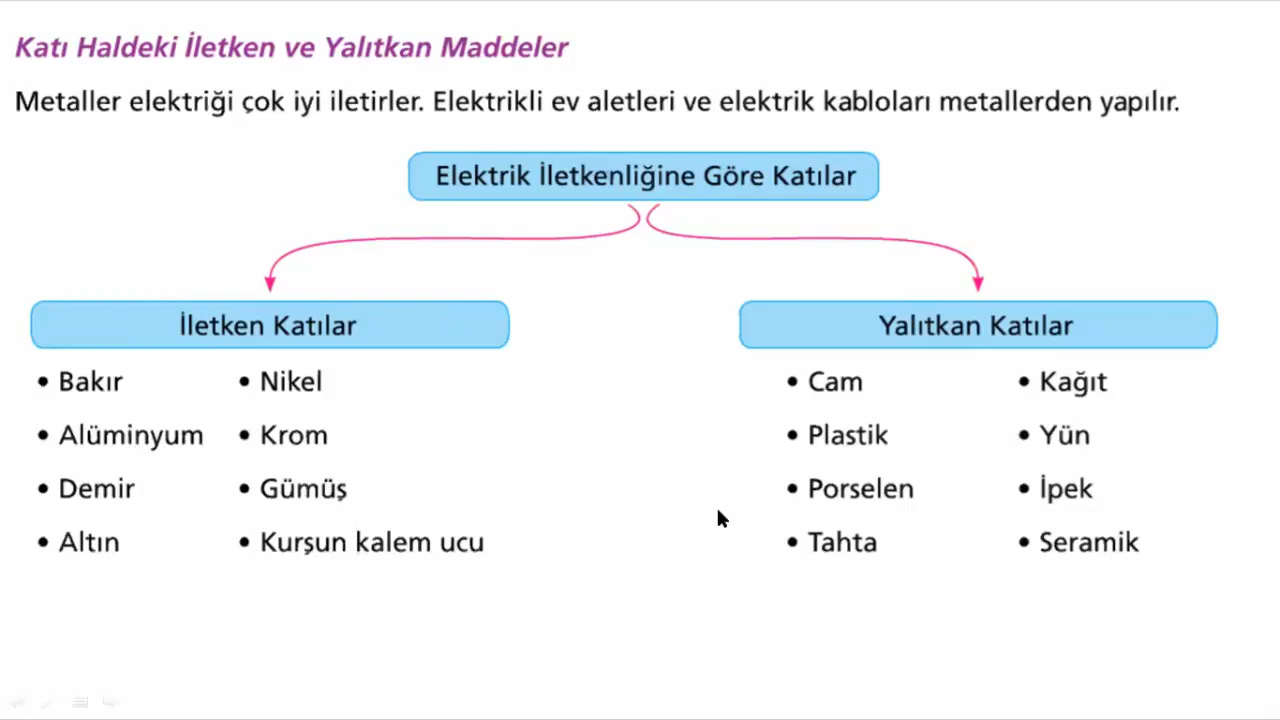 Katı Haldeki İletken ve Yalıtkan Maddeler
Metaller elektriği çok iyi iletirler. Elektrikli ev aletleri ve elektrik kabloları metallerden yapılır.
Elektrik İletkenliğine Göre Katılar
İletken Katılar
• Bakır
• Alüminyum
• Demir
• Altın
• Nikel
• Krom
• Gümüş
• Kurşun kalem ucu
Yalıtkan Katılar
• Cam
• Plastik
• Porselen
• Tahta
• Kağıt
• Yün
• İpek
• Seramik